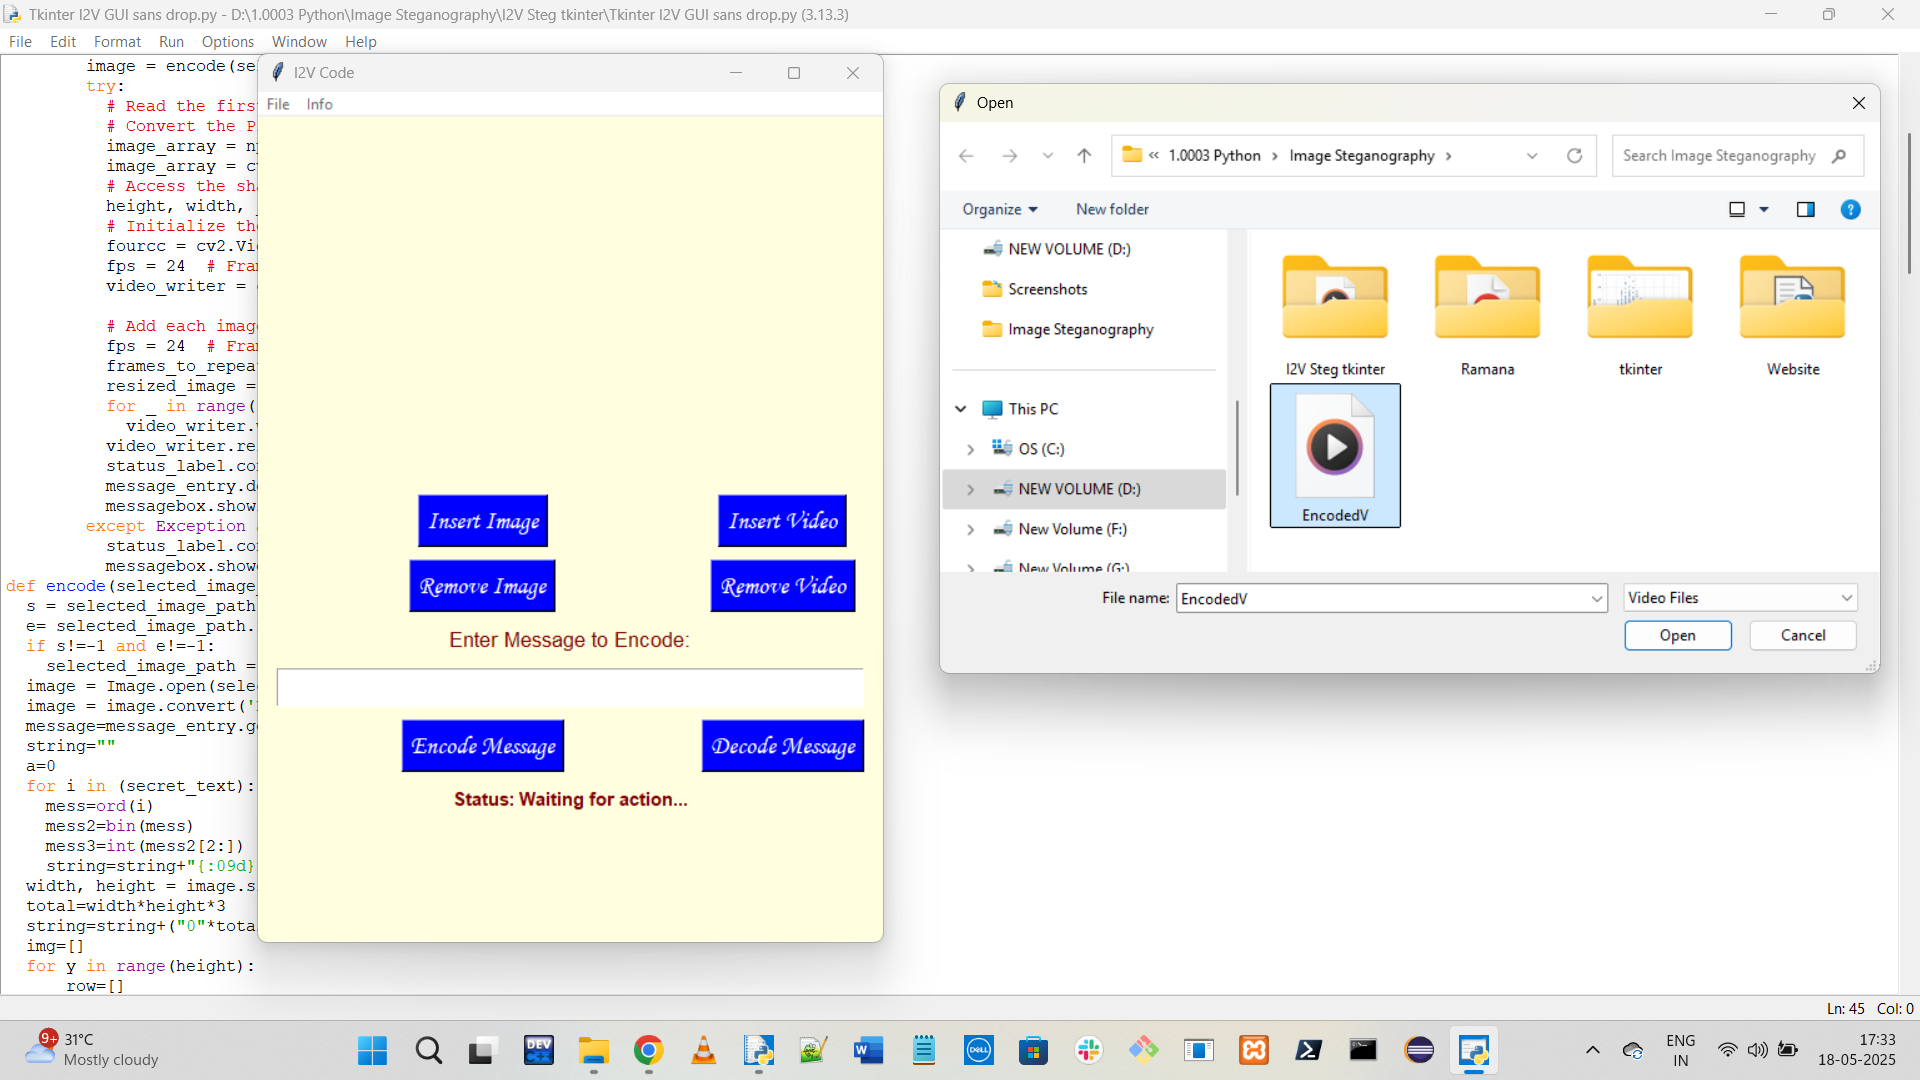 Tkinter I2V GUI sans drop.py - D:\1.0003 Python\Image Steganography\I2V Steg tkinter\Tkinter I2V GUI sans drop.py (3.13.3)
File Edit Format Run Options Window Help
image = encode(se
try:
# Read the firs
# Convert the P
image_array = n
image_array = c
# Access the sh
height, width,
# Initialize th
fourcc = cv2.Vi
fps = 24 # Fra
video_writer =
# Add each imag
fps = 24 # Fra
frames_to_repea
resized_image =
for _ in range(
video_writer.
video_writer.re
status_label.co
message_entry.d
messagebox.show
except Exception
status_label.co
messagebox.show
def encode(selected_image
s = selected_image_path
e= selected_image_path.
if s!=-1 and e!=-1:
selected_image_path =
image = Image.open(sele
image = image.convert('
message=message_entry.g
string=""
a=0
for i in (secret_text):
mess=ord(i)
mess2=bin(mess)
mess3=int(mess2[2:])
string=string+"{:09d}
width, height = image.s
total=width*height*3
string=string+("0"*tota
img=[]
for y in range(height):
row=[]
I2V Code
File Info
Insert Image Insert Video
Remove Image Remove Video
Enter Message to Encode:
Encode Message Decode Message
Status: Waiting for action...
Open
« 1.0003 Python > Image Steganography >
Search Image Steganography
Organize New folder
NEW VOLUME (D:)
Screenshots
Image Steganography
This PC
OS (C:)
NEW VOLUME (D:)
New Volume (F:)
New Volume (G:)
I2V Steg tkinter Ramana tkinter Website
EncodedV
File name: EncodedV Video Files
Open Cancel
Ln: 45 Col: 0
9+ 31°C
Mostly cloudy
DEV C++
DELL
ENG
IN
17:33
18-05-2025